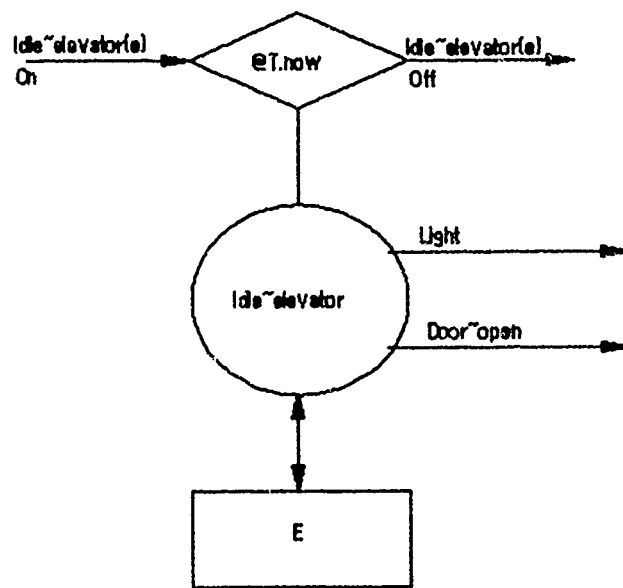 Idle~elevator(e)
On
@T.now
Idle~elevator(e)
Off
Light
Idle~elevator
Door~open
E